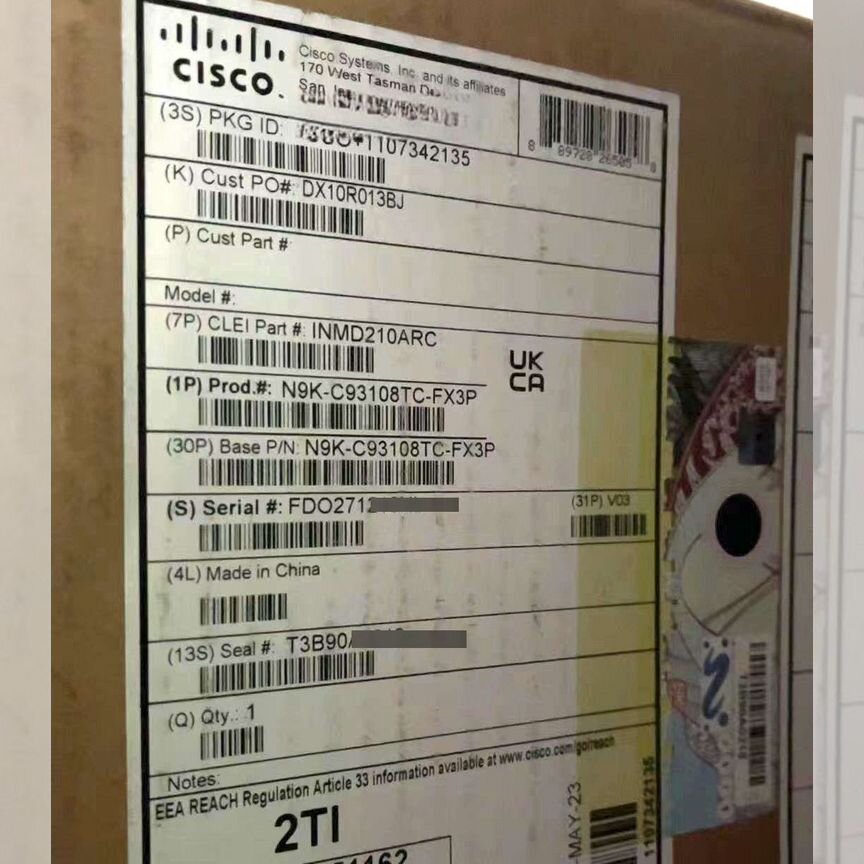 CISCO
Cisco Systems, Inc. and its affiliates
170 West Tasman
San
(3S) PKG ID:
(K) Cust PO#: DX10R013BJ
(P) Cust Part #:
Model #:
(7P) CLEI Part #: INMD210ARC
UK
CA
(1P) Prod.#: N9K-C93108TC-FX3P
(30P) Base P/N: N9K-C93108TC-FX3P
(S) Serial #: FDO271
(31P) V03
(4L) Made in China
(13S) Seal #: T3B90
(Q) Qty.: 1
Notes:
EEA REACH Regulation Article 33 information available at www.cisco.com/go/reach
2TI
-MAY-23
1107342135